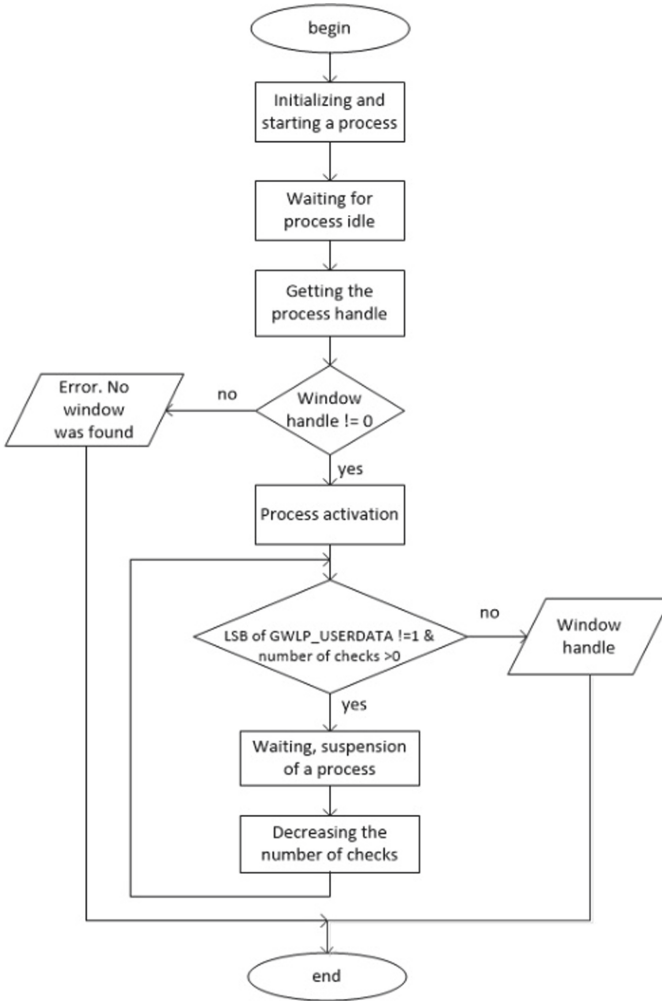 begin
Initializing and
starting a process
Waiting for
process idle
Getting the
process handle
Window
handle != 0
no
Error. No
window
was found
yes
Process activation
LSB of GWLP_USERDATA !=1 &
number of checks >0
no
Window
handle
yes
Waiting, suspension
of a process
Decreasing the
number of checks
end